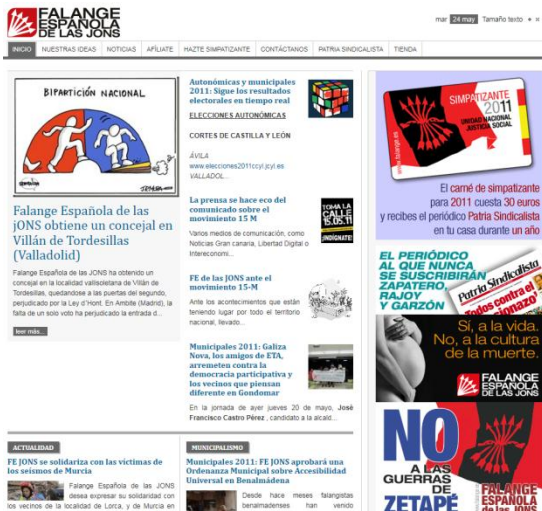 FALANGE
ESPAÑOLA
DE LAS JONS
mar 24 may Tamaño texto
INICIO NUESTRAS IDEAS NOTICIAS AFÍLIATE HAZTE SIMPATIZANTE CONTÁCTANOS PATRIA SINDICALISTA TIENDA
BIPARTICIÓN NACIONAL
Falange Española de las
jONS obtiene un concejal en
Villán de Tordesillas
(Valladolid)
Falange Española de las JONS ha obtenido un
concejal en la localidad vallisoletana de Villán de
Tordesillas, quedandose a las puertas del segundo,
perjudicado por la Ley d'Hont. En Ambite (Madrid), la
falta de un solo voto ha perjudicado la entrada d...
leer más...
Autonómicas y municipales
2011: Sigue los resultados
electorales en tiempo real
ELECCIONES AUTONÓMICAS
CORTES DE CASTILLA Y LEÓN
ÁVILA
www.elecciones2011ccyl.jcyl.es
VALLADOL...
La prensa se hace eco del
comunicado sobre el
movimiento 15 M
Varios medios de comunicación, como
Noticias Gran canaria, Libertad Digital o
Intereconomi...
TOMA LA
CALLE
15.05.11
¡INDÍGNATE!
FE de las JONS ante el
movimiento 15-M
Ante los acontecimientos que están
teniendo lugar por todo el territorio
nacional, llevado...
Municipales 2011: Galiza
Nova, los amigos de ETA,
arremeten contra la
democracia participativa y
los vecinos que piensan
diferente en Gondomar
En la jornada de ayer jueves 20 de mayo, José
Francisco Castro Pérez , candidato a la alcald...
SIMPATIZANTE
2011
UNIDAD NACIONAL
JUSTICIA SOCIAL
www.falange.es
El carné de simpatizante
para 2011 cuesta 30 euros
y recibes el periódico Patria Sindicalista
en tu casa durante un año
EL PERIÓDICO
AL QUE NUNCA
SE SUSCRIBIRÁN
ZAPATERO,
RAJOY
Y GARZÓN
Patria Sindicalista
Todos contra el
Sí, a la vida.
No, a la cultura
de la muerte.
FALANGE
ESPAÑOLA
DE LAS JONS
NO
A LAS
GUERRAS
DE
ZETAPÉ
FALANGE
ESPAÑOLA
de las JONS
ACTUALIDAD
FE JONS se solidariza con las víctimas de
los seismos de Murcia
Falange Española de las JONS
desea expresar su solidaridad con
los vecinos de la localidad de Lorca, y de Murcia en
MUNICIPALISMO
Municipales 2011: FE JONS aprobará una
Ordenanza Municipal sobre Accesibilidad
Universal en Benalmádena
Desde hace meses falangistas
benalmadenses han venido